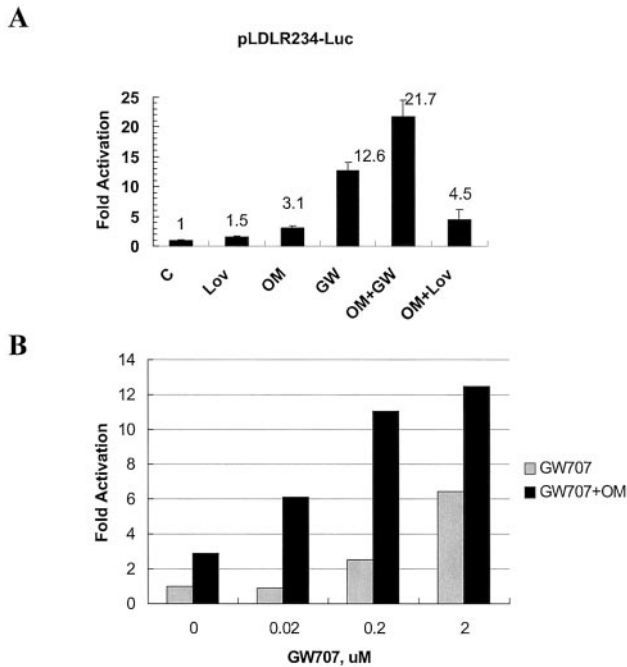 A
pLDLR234-Luc
Fold Activation
25
20
15
10
5
0
1
1.5
3.1
12.6
21.7
4.5
C
Lov
OM
GW
OM+GW
OM+Lov
B
Fold Activation
14
12
10
8
6
4
2
0
0
0.02
0.2
2
GW707, uM
GW707
GW707+OM